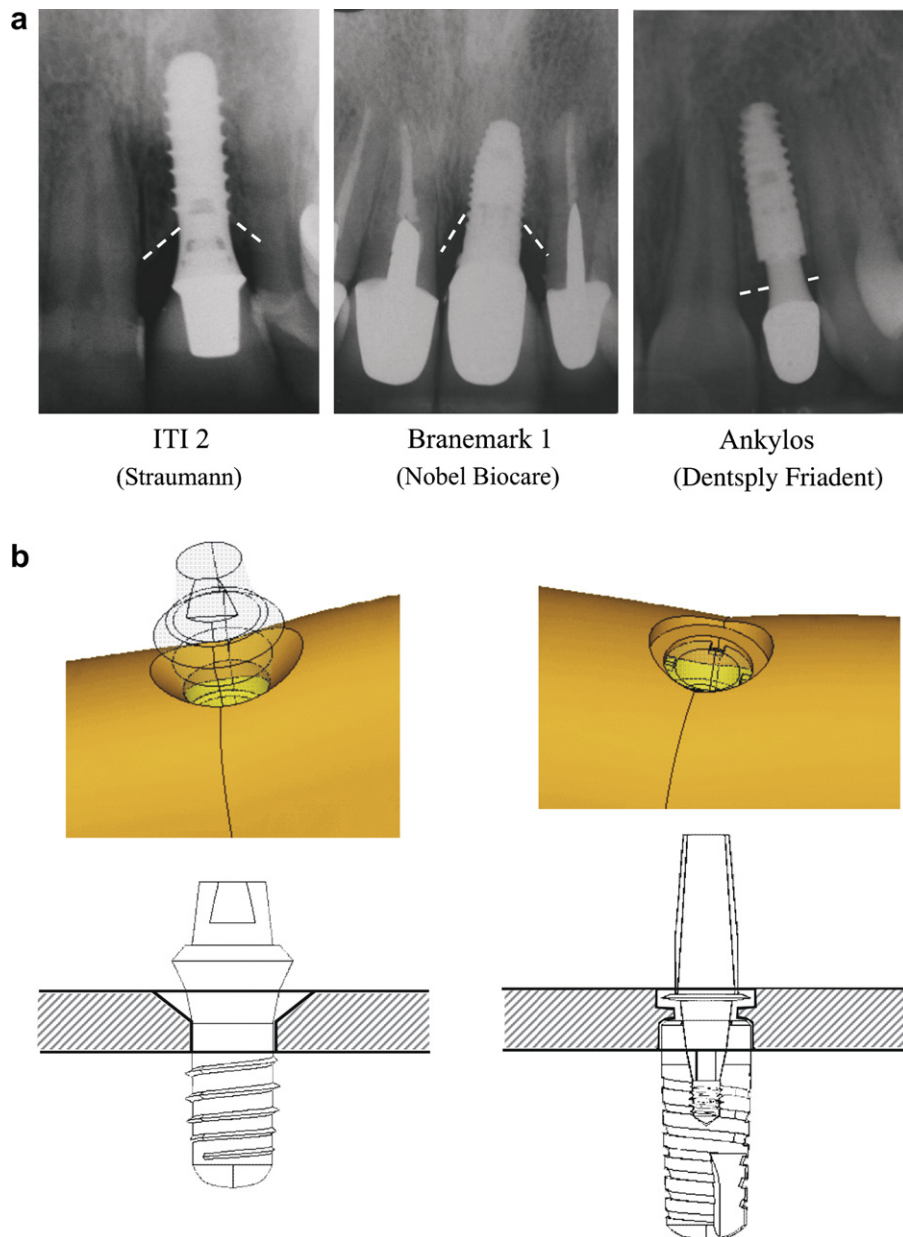 a
ITI 2
(Straumann)
Branemark 1
(Nobel Biocare)
Ankylos
(Dentsply Friadent)
b